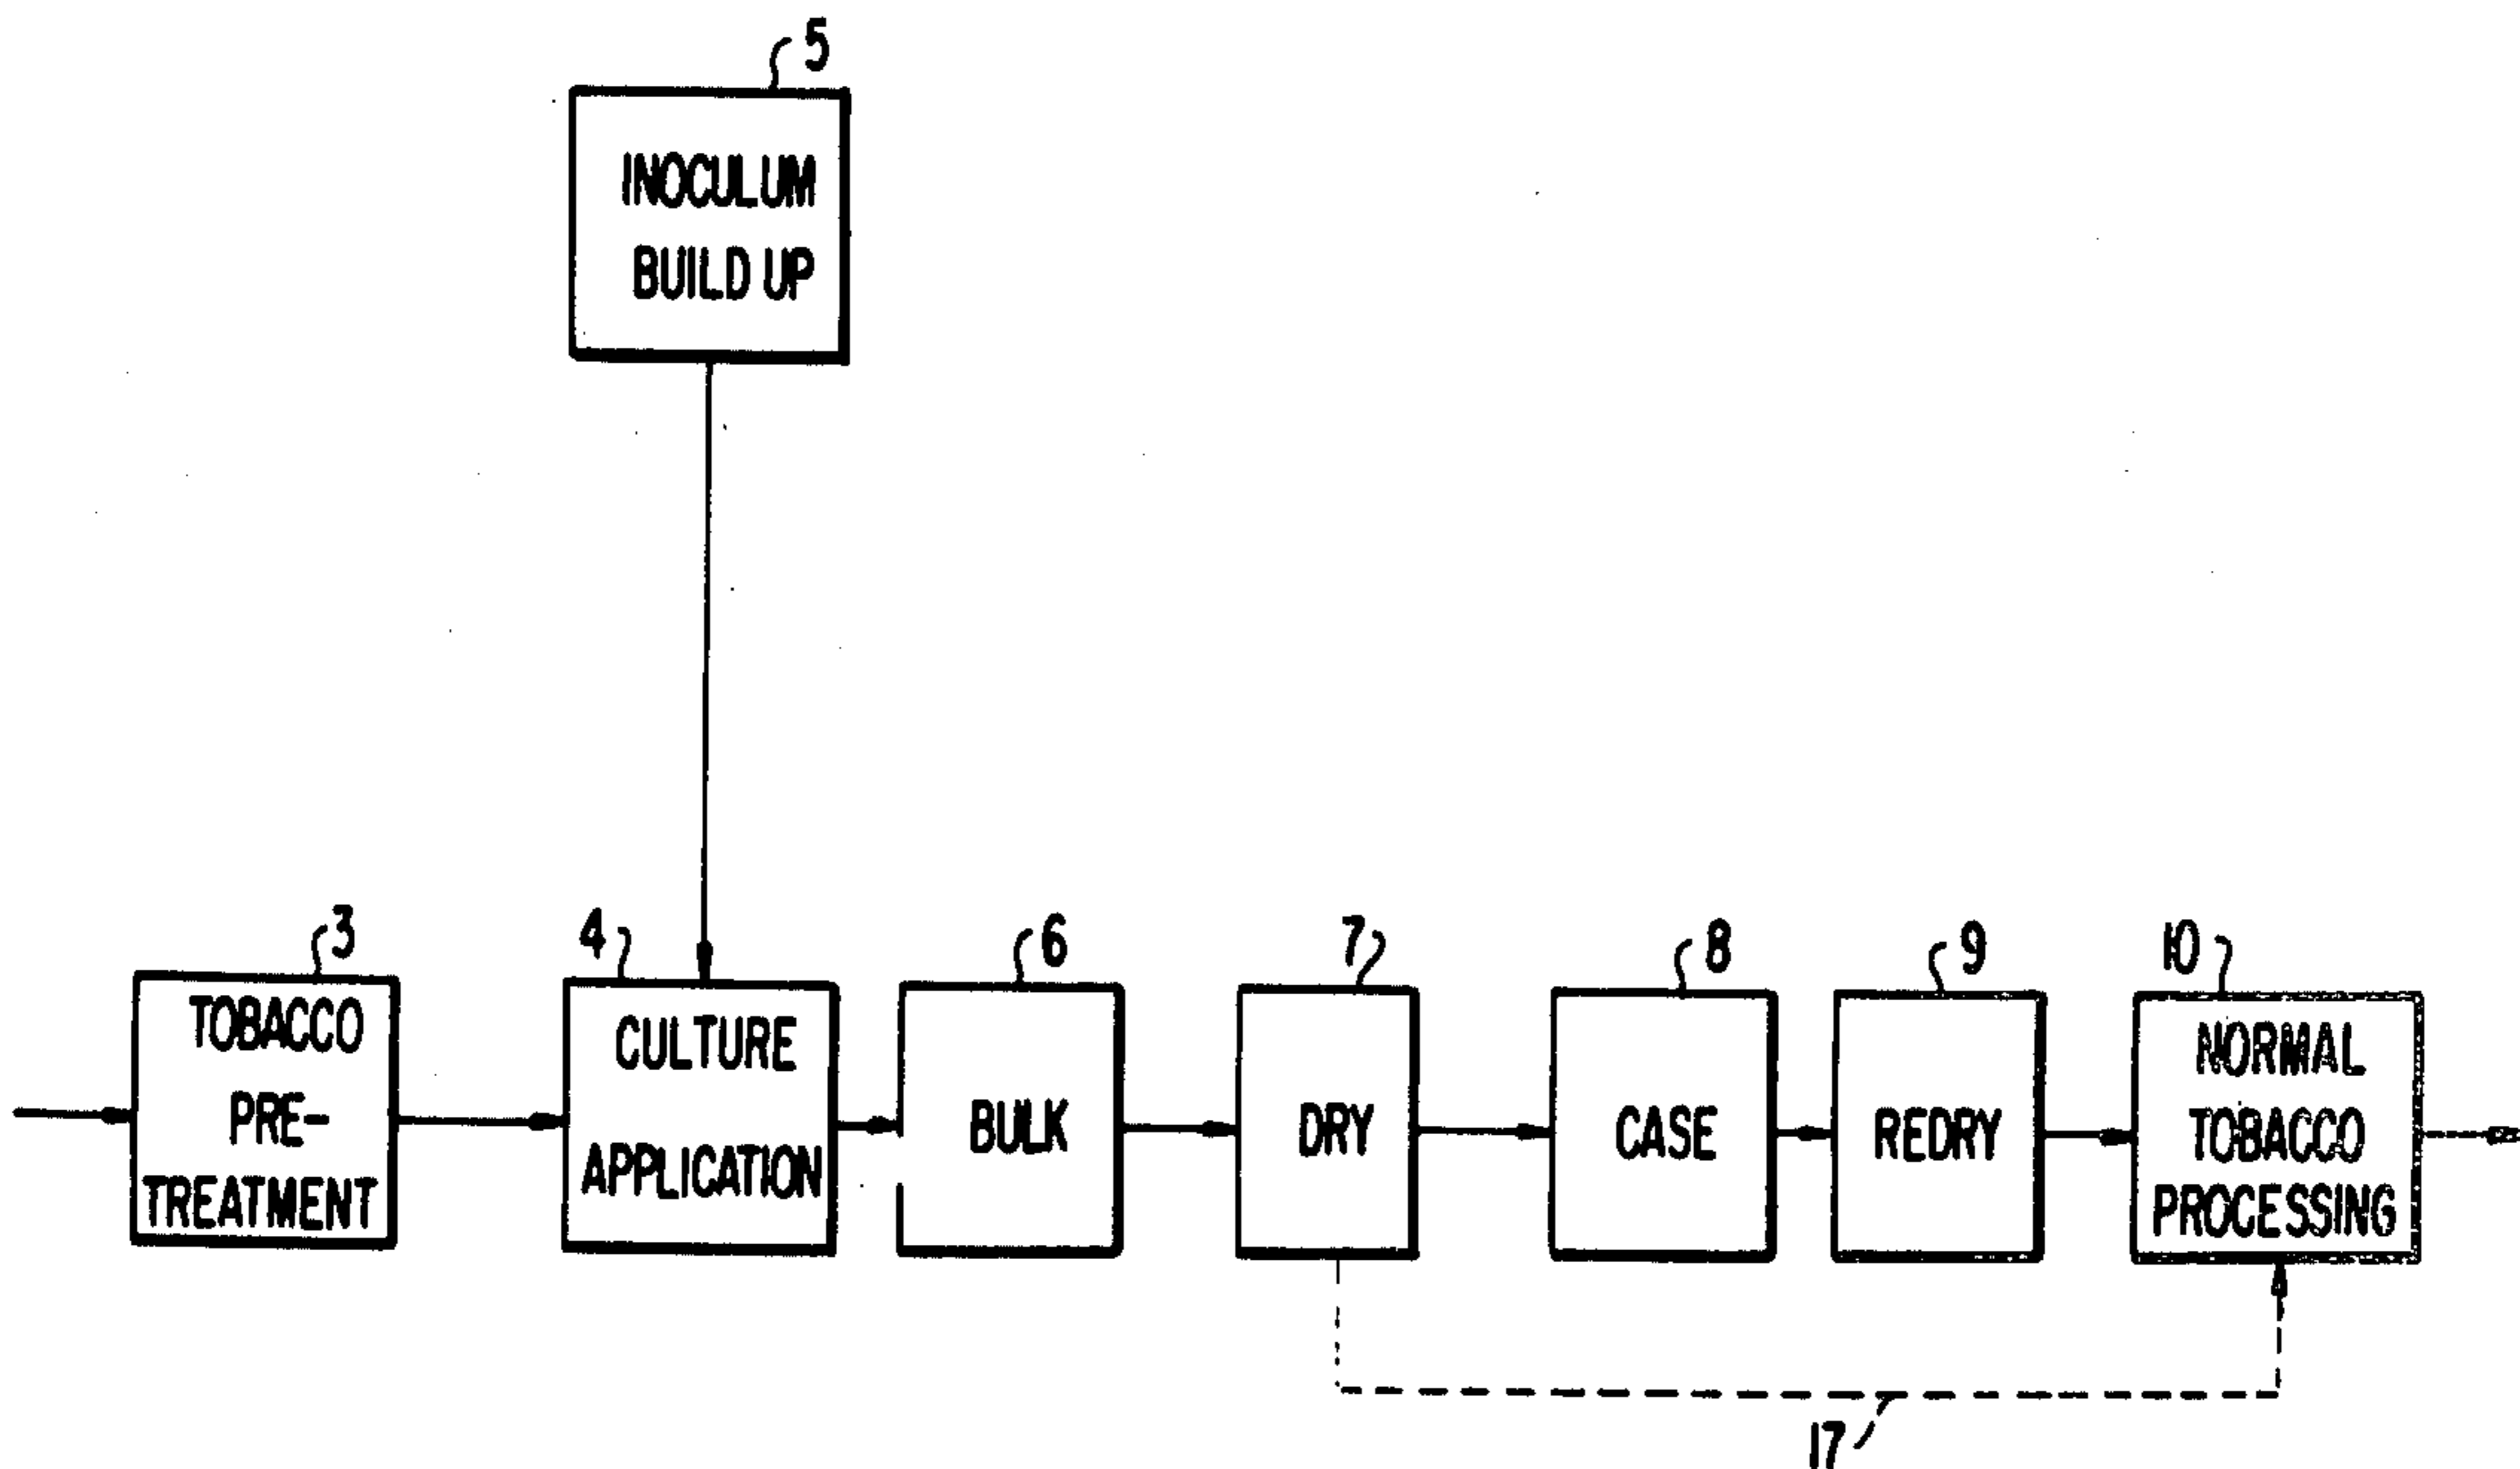 5
INOCULUM
BUILD UP
3
TOBACCO
PRE-
TREATMENT
4
CULTURE
APPLICATION
6
BULK
7
DRY
8
CASE
9
REDRY
10
NORMAL
TOBACCO
PROCESSING
17